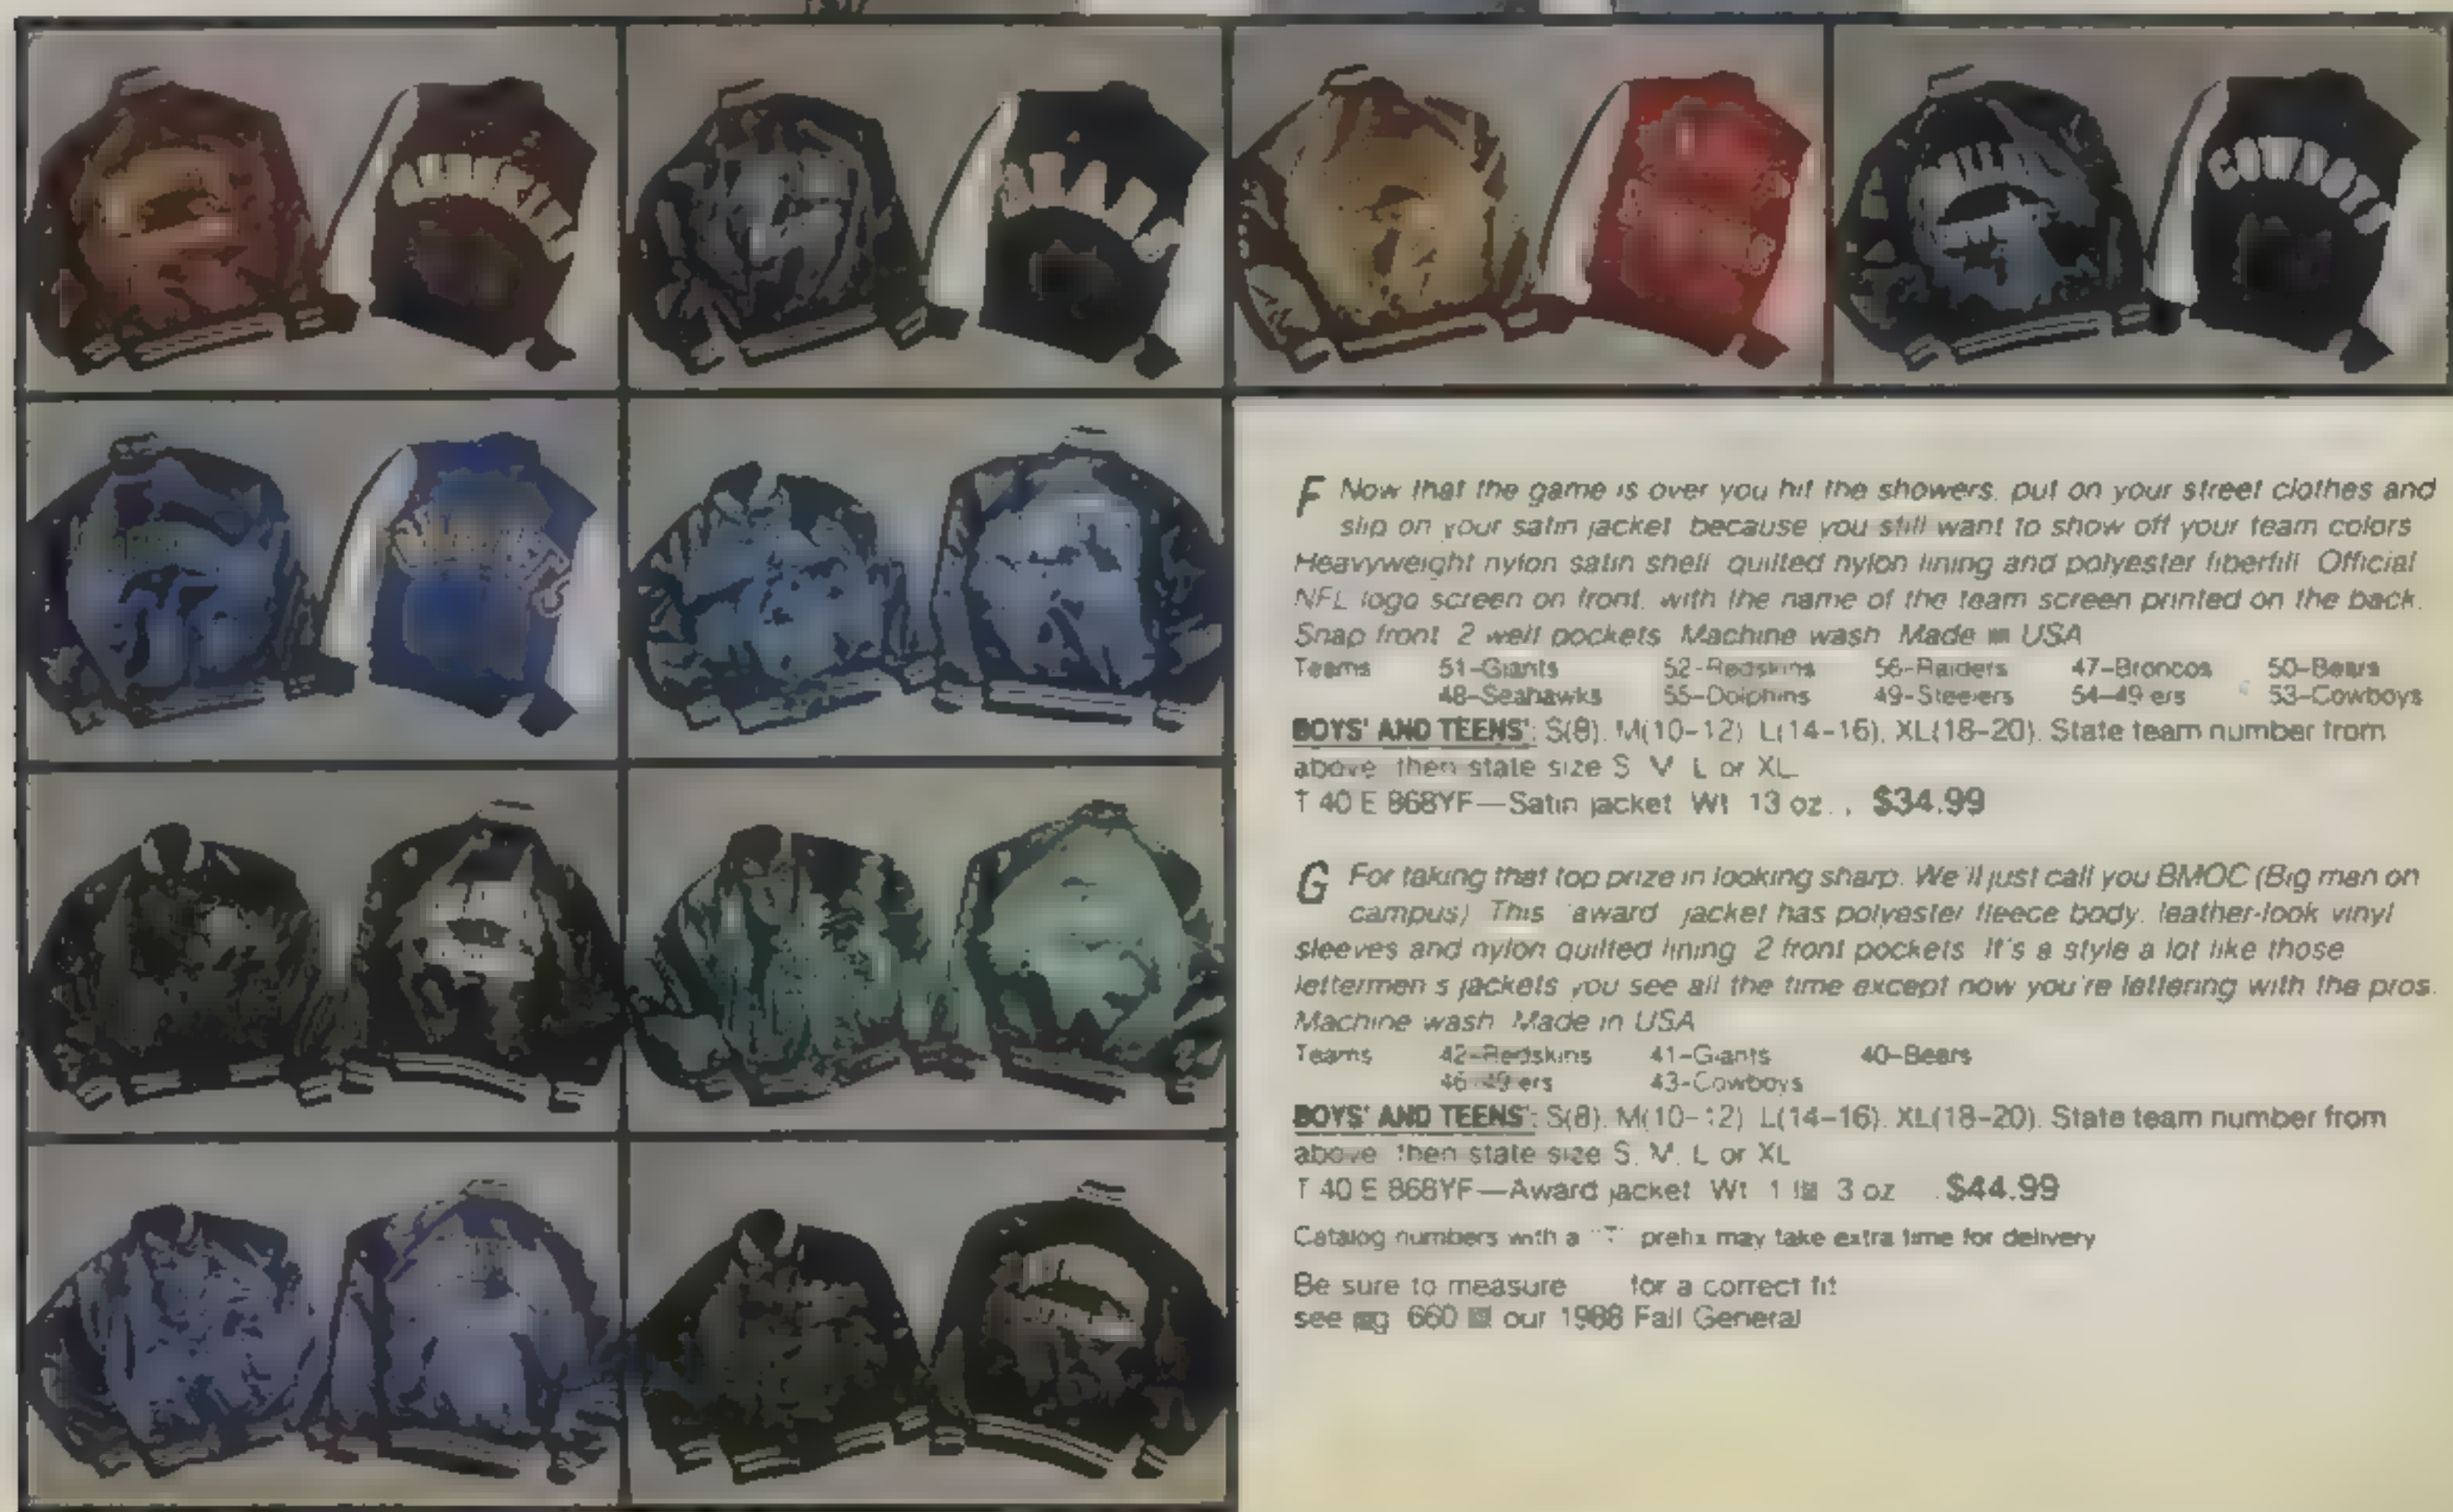 COWBOYS
F Now that the game is over you hit the showers, put on your street clothes and
slip on your satin jacket because you still want to show off your team colors
Heavyweight nylon satin shell quilted nylon lining and polyester fiberfill Official
NFL logo screen on front, with the name of the team screen printed on the back.
Snap front 2 welt pockets Machine wash Made USA
Teams 51-Giants 52-Redskins 56-Raiders 47-Broncos 50-Bears
48-Seahawks 55-Dolphins 49-Steelers 54-49 ers 53-Cowboys
BOYS' AND TEENS': S(8), M(10-12) L(14-16), XL(18-20). State team number from
above then state size S M L or XL
T 40 E 868YF—Satin jacket Wt 13 oz . . $34.99
G For taking that top prize in looking sharp. We'll just call you BMOC (Big man on
campus) This award jacket has polyester fleece body, leather-look vinyl
sleeves and nylon quilted lining 2 front pockets It's a style a lot like those
lettermen s jackets you see all the time except now you're lettering with the pros.
Machine wash Made in USA
Teams 42-Redskins 41-Giants 40-Bears
46-49 ers 43-Cowboys
BOYS' AND TEENS': S(8), M(10-12) L(14-16), XL(18-20). State team number from
above then state size S, M, L or XL
T 40 E 868YF—Award jacket Wt 1 3 oz . $44.99
Catalog numbers with a "T" prefix may take extra time for delivery
Be sure to measure for a correct fit
see pg 660 our 1988 Fall General